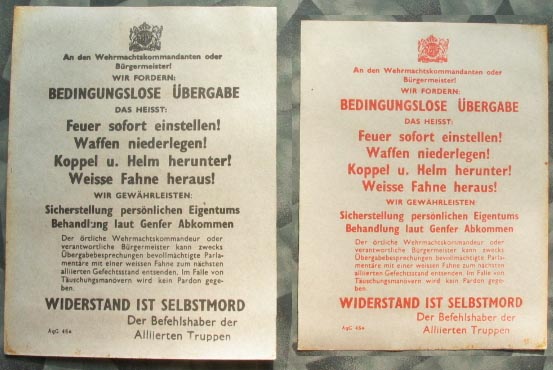 An den Wehrmachtskommandanten oder
Bürgermeister!
WIR FORDERN:
BEDINGUNGSLOSE ÜBERGABE
DAS HEISST:
Feuer sofort einstellen!
Waffen niederlegen!
Koppel u. Helm herunter!
Weisse Fahne heraus!
WIR GEWÄHRLEISTEN:
Sicherstellung persönlichen Eigentums
Behandlung laut Genfer Abkommen
Der örtliche Wehrmachtskommandeur oder
verantwortliche Bürgermeister kann zwecks
Übergabebesprechungen bevollmächtigte Parla-
mentäre mit einer weissen Fahne zum nächsten
alliierten Gefechtsstand entsenden. Im Falle von
Täuschungsmanövern wird kein Pardon gege-
ben.
WIDERSTAND IST SELBSTMORD
Der Befehlshaber der
Alliierten Truppen
An den Wehrmachtskommandanten oder
Bürgermeister!
WIR FORDERN:
BEDINGUNGSLOSE ÜBERGABE
DAS HEISST:
Feuer sofort einstellen!
Waffen niederlegen!
Koppel u. Helm herunter!
Weisse Fahne heraus!
WIR GEWÄHRLEISTEN
Sicherstellung persönlichen Eigentums
Behandlung laut Genfer Abkommen
Der örtliche Wehrmachtskommandeur oder
verantwortliche Bürgermeister kann zwecks
Übergabebesprechungen bevollmächtigte Parla-
mentäre mit einer weissen Fahne zum nächsten
alliierten Gefechtsstand entsenden. Im Falle von
Täuschungsmanövern wird kein Pardon gege-
ben.
WIDERSTAND IST SELBSTMORD
Der Befehlshaber der
Alliierten Truppen